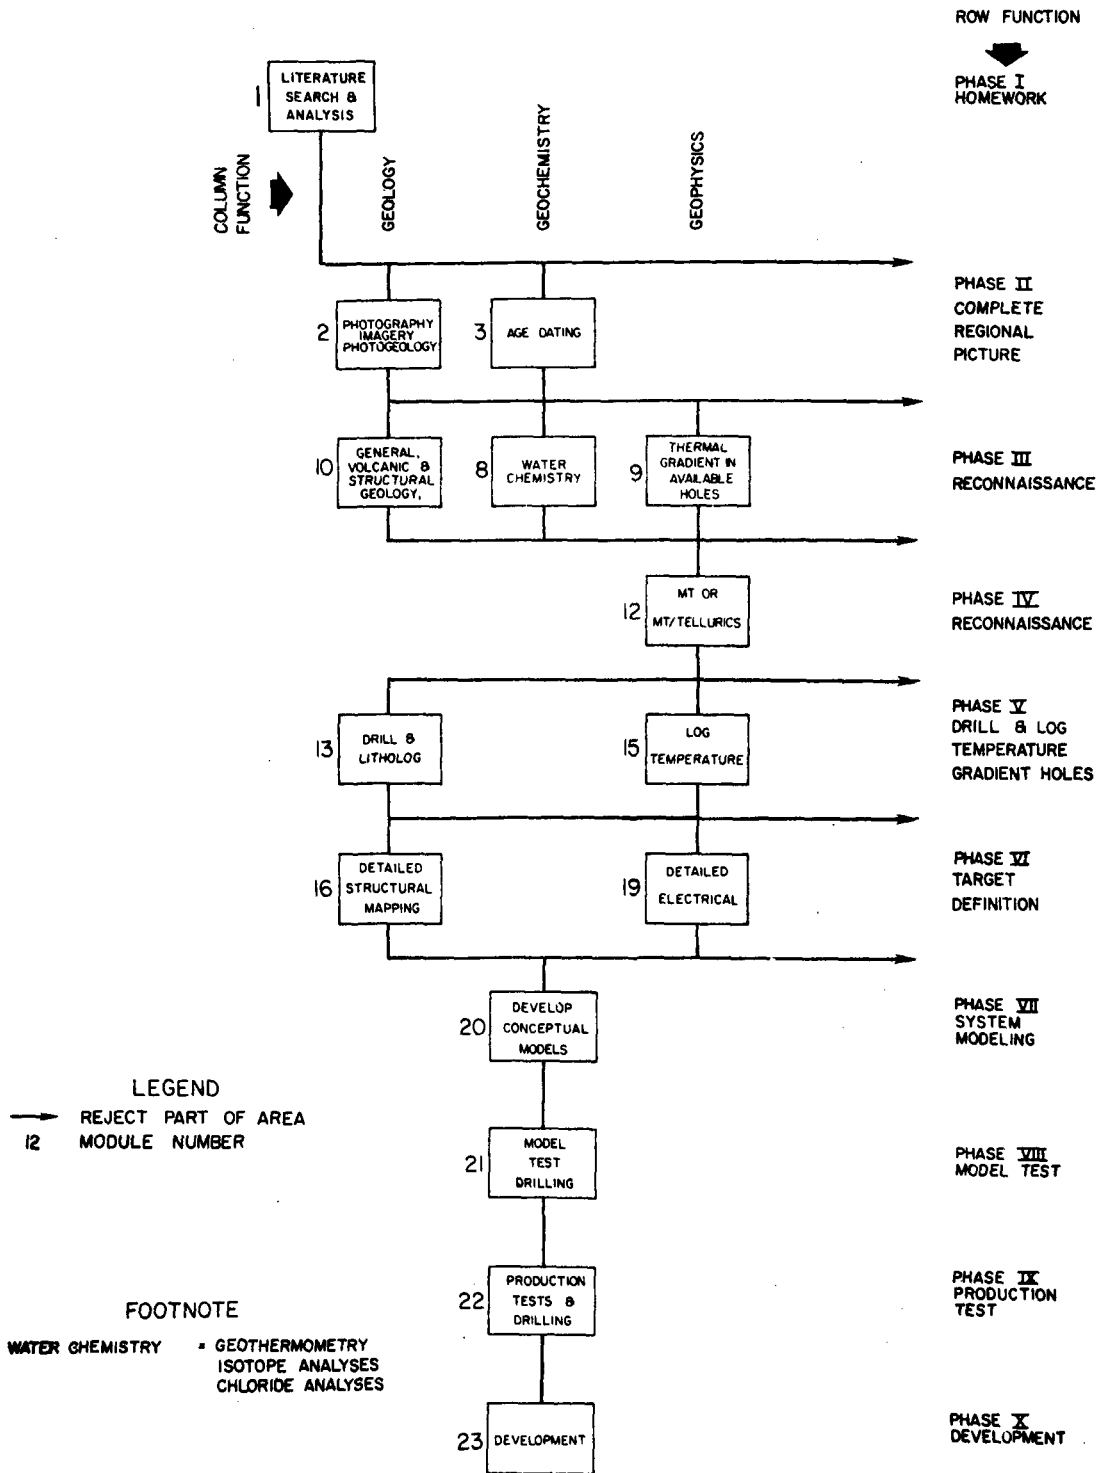 ROW FUNCTION
1
LITERATURE
SEARCH &
ANALYSIS
PHASE I
HOMEWORK
COLUMN
FUNCTION
GEOLOGY
GEOCHEMISTRY
GEOPHYSICS
2
PHOTOGRAPHY
IMAGERY
PHOTOGEOLOGY
3
AGE DATING
PHASE II
COMPLETE
REGIONAL
PICTURE
10
GENERAL,
VOLCANIC &
STRUCTURAL
GEOLOGY,
8
WATER
CHEMISTRY
9
THERMAL
GRADIENT IN
AVAILABLE
HOLES
PHASE III
RECONNAISSANCE
12
MT OR
MT/TELLURICS
PHASE IV
RECONNAISSANCE
13
DRILL &
LITHOLOG
15
LOG
TEMPERATURE
PHASE V
DRILL & LOG
TEMPERATURE
GRADIENT HOLES
16
DETAILED
STRUCTURAL
MAPPING
19
DETAILED
ELECTRICAL
PHASE VI
TARGET
DEFINITION
20
DEVELOP
CONCEPTUAL
MODELS
PHASE VII
SYSTEM
MODELING
LEGEND
REJECT PART OF AREA
12 MODULE NUMBER
21
MODEL
TEST
DRILLING
PHASE VIII
MODEL TEST
22
PRODUCTION
TESTS &
DRILLING
PHASE IX
PRODUCTION
TEST
FOOTNOTE
WATER CHEMISTRY = GEOTHERMOMETRY
ISOTOPE ANALYSES
CHLORIDE ANALYSES
23
DEVELOPMENT
PHASE X
DEVELOPMENT